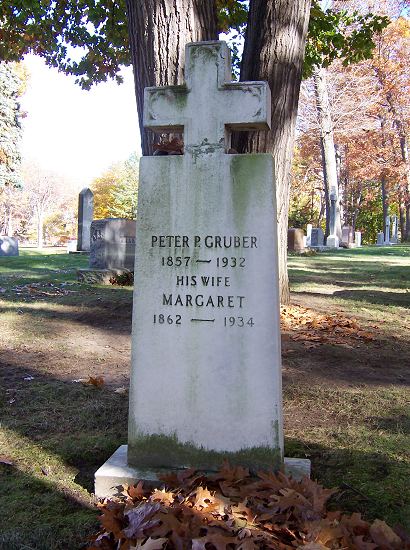 PETER P. GRUBER
1857 — 1932
HIS WIFE
MARGARET
1862 — 1934